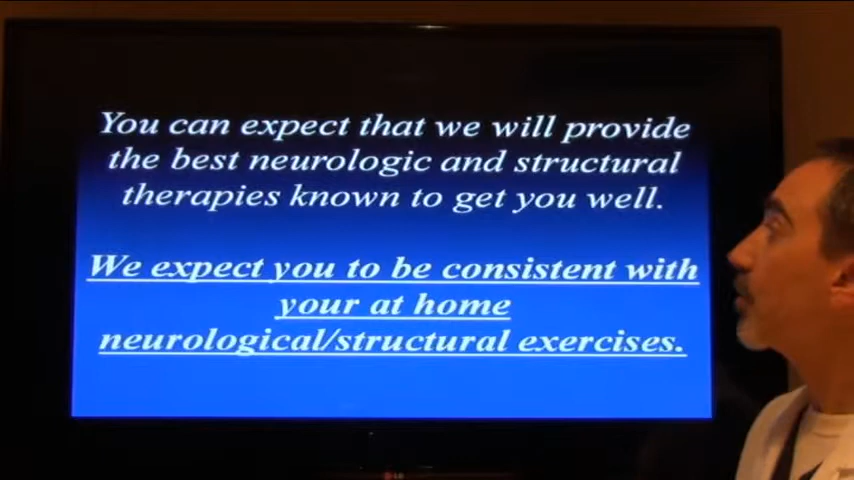 You can expect that we will provide
the best neurologic and structural
therapies known to get you well.
We expect you to be consistent with
your at home
neurological/structural exercises.
LG